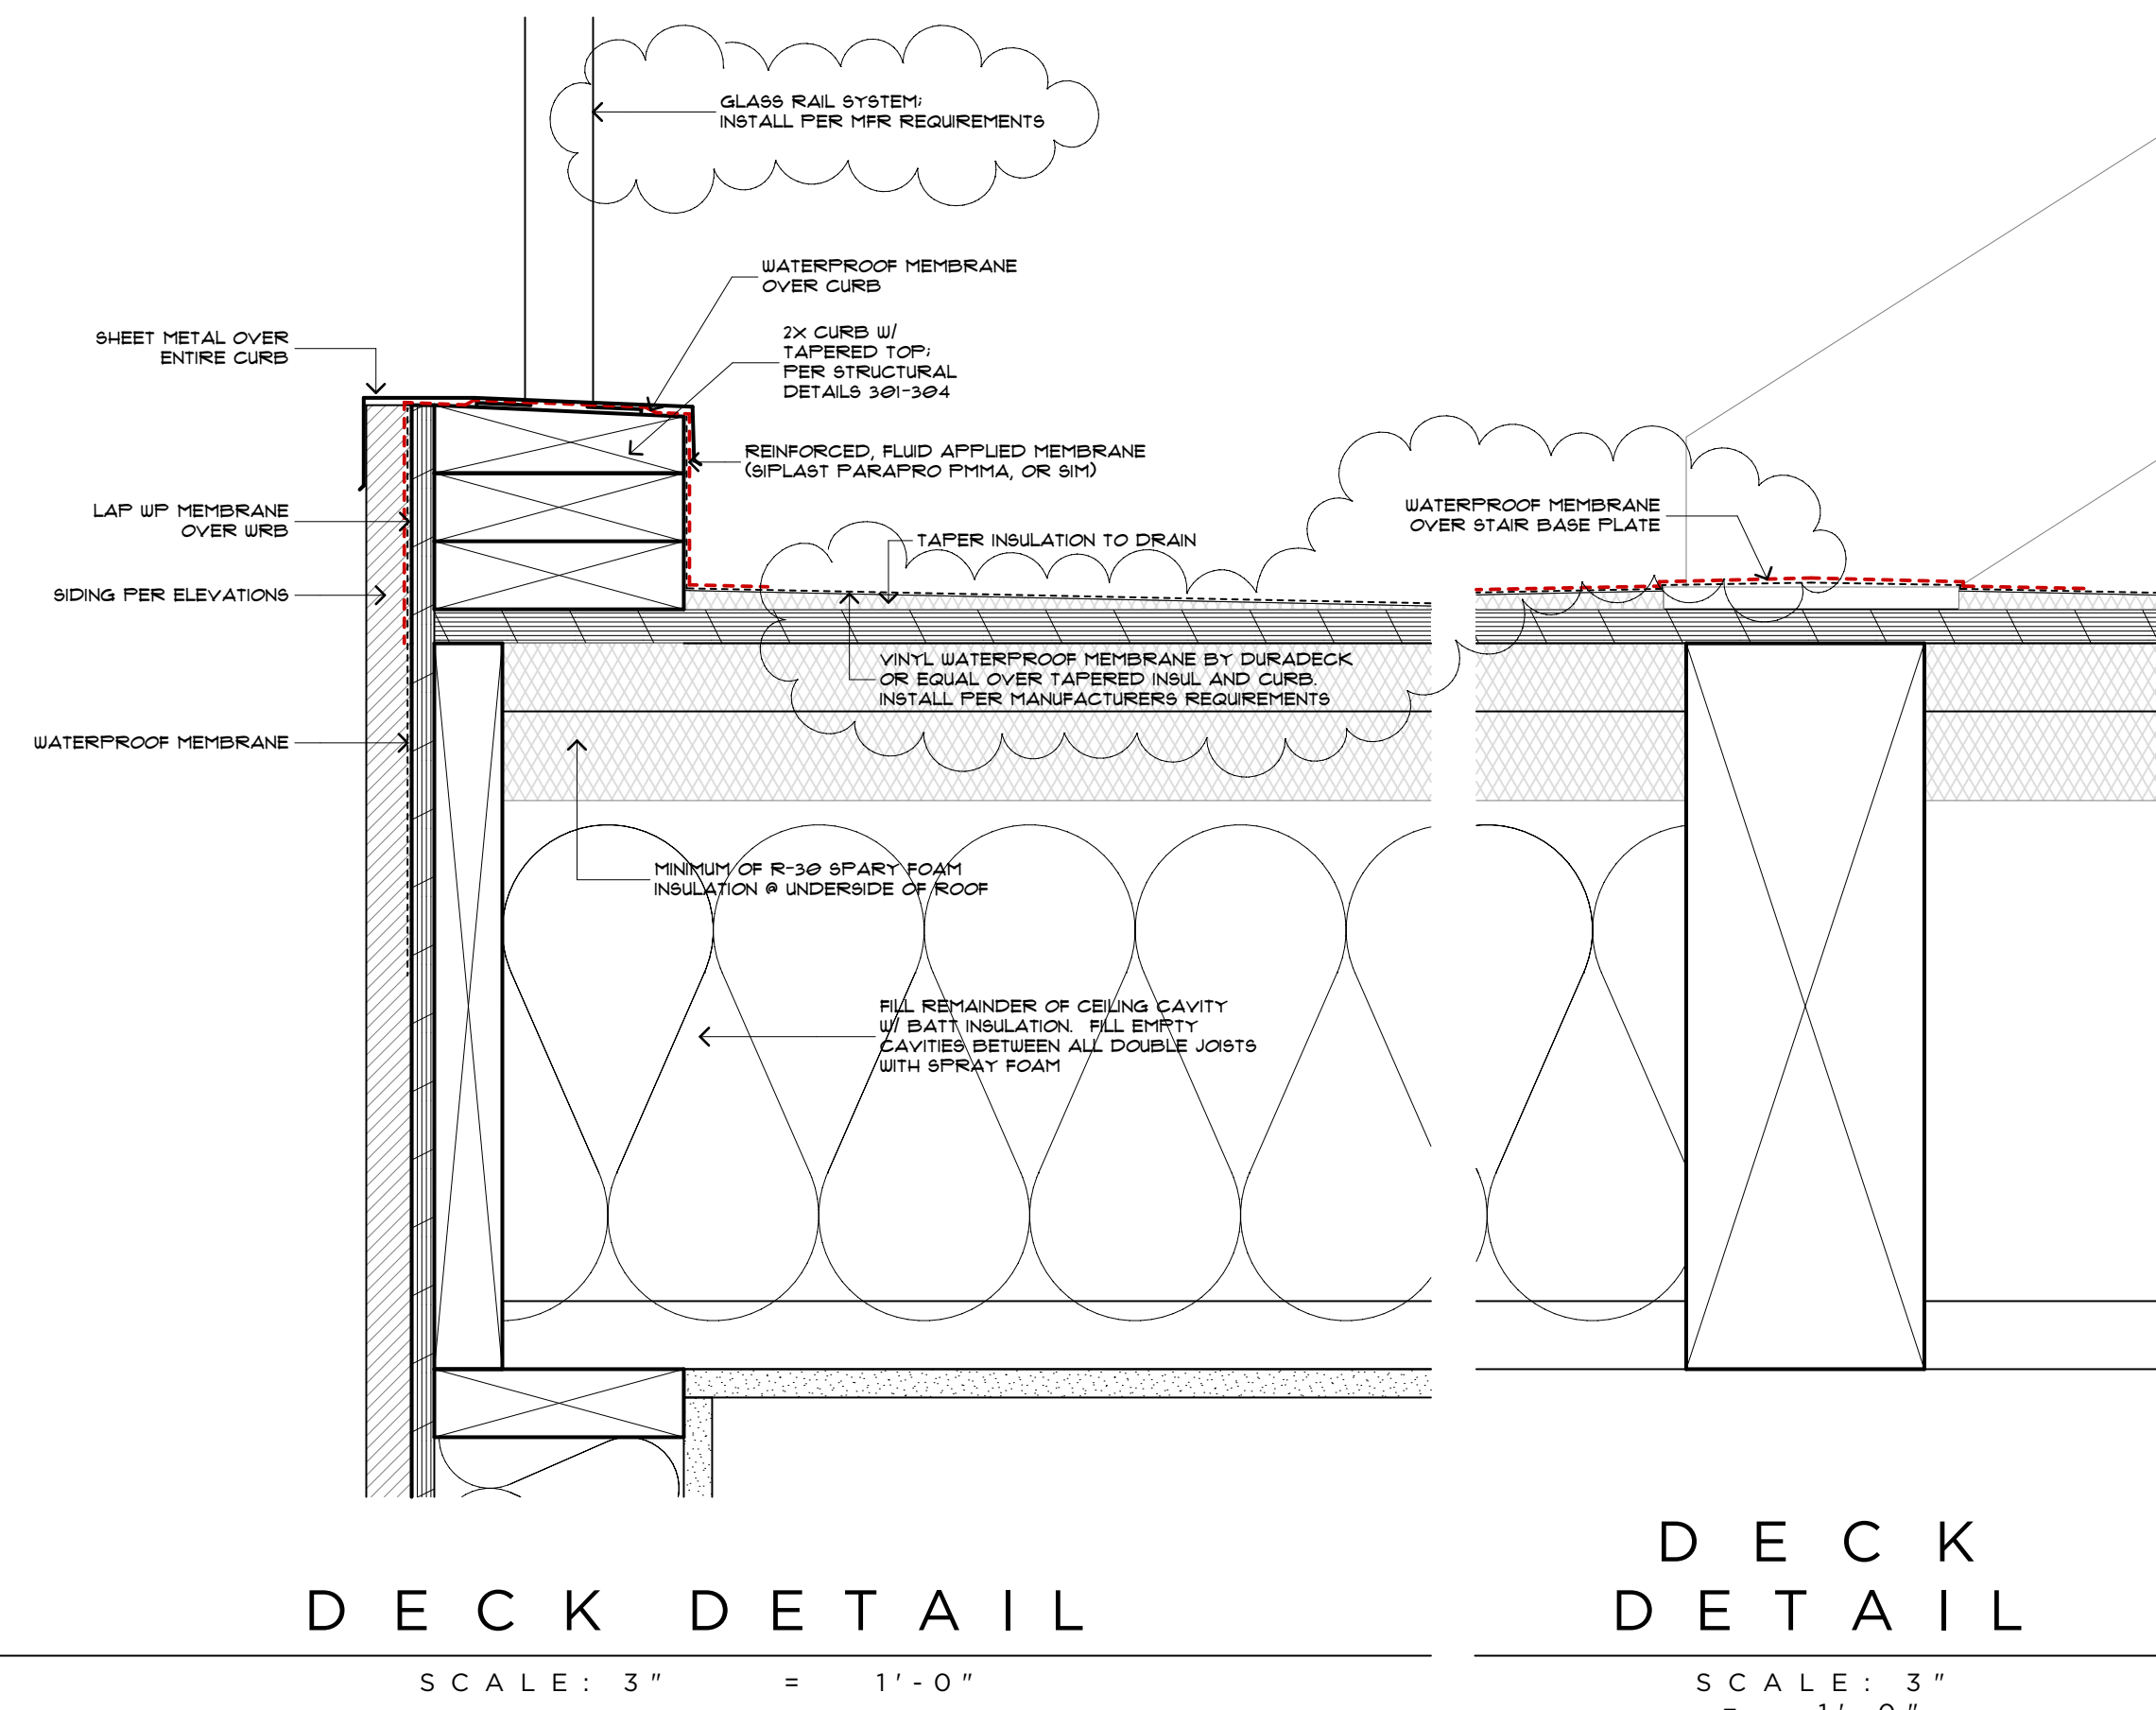 GLASS RAIL SYSTEM;
INSTALL PER MFR REQUIREMENTS
WATERPROOF MEMBRANE
OVER CURB
2X CURB W/
TAPERED TOP;
PER STRUCTURAL
DETAILS 301-304
SHEET METAL OVER
ENTIRE CURB
REINFORCED, FLUID APPLIED MEMBRANE
(SIPLAST PARAPRO PMMA, OR SIM)
LAP WP MEMBRANE
OVER WRB
TAPER INSULATION TO DRAIN
SIDING PER ELEVATIONS
VINYL WATERPROOF MEMBRANE BY DURADECK
OR EQUAL OVER TAPERED INSUL AND CURB.
INSTALL PER MANUFACTURERS REQUIREMENTS
WATERPROOF MEMBRANE
MINIMUM OF R-30 SPARY FOAM
INSULATION @ UNDERSIDE OF ROOF
FILL REMAINDER OF CEILING CAVITY
W/ BATT INSULATION. FILL EMPTY
CAVITIES BETWEEN ALL DOUBLE JOISTS
WITH SPRAY FOAM
DECK DETAIL
SCALE: 3" = 1'-0"
WATERPROOF MEMBRANE
OVER STAIR BASE PLATE
DECK
DETAIL
SCALE: 3"
= 1'-0"